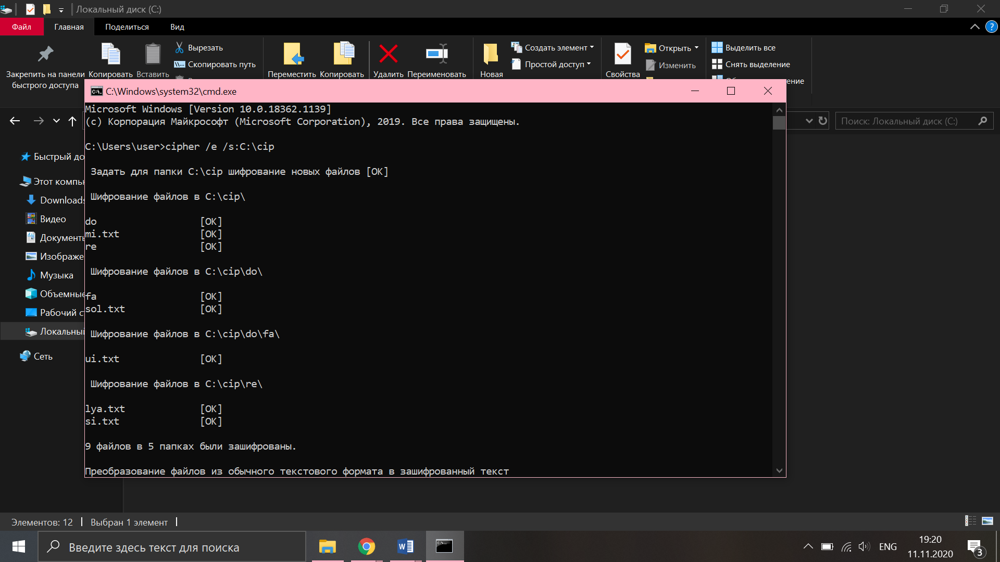 Локальный диск (C:)
Файл Главная Поделиться Вид
Вырезать
Скопировать путь
Закрепить на панели
быстрого доступа
Копировать
Вставить
Переместить
Копировать
Удалить
Переименовать
Новая
Создать элемент
Простой доступ
Свойства
Открыть
Изменить
Выделить все
Снять выделение
C:\Windows\system32\cmd.exe
Поиск: Локальный диск (C:)
Microsoft Windows [Version 10.0.18362.1139]
(c) Корпорация Майкрософт (Microsoft Corporation), 2019. Все права защищены.
C:\Users\user>cipher /e /s:C:\cip
Задать для папки C:\cip шифрование новых файлов [OK]
Шифрование файлов в C:\cip\
do [OK]
mi.txt [OK]
re [OK]
Шифрование файлов в C:\cip\do\
fa [OK]
sol.txt [OK]
Шифрование файлов в C:\cip\do\fa\
ui.txt [OK]
Шифрование файлов в C:\cip\re\
lya.txt [OK]
si.txt [OK]
9 файлов в 5 папках были зашифрованы.
Преобразование файлов из обычного текстового формата в зашифрованный текст
Быстрый до
Этот компь
Downloads
Видео
Документы
Изображе
Музыка
Объемные
Рабочий с
Локальный
Сеть
Элементов: 12
Выбран 1 элемент
Введите здесь текст для поиска
ENG
19:20
11.11.2020
3